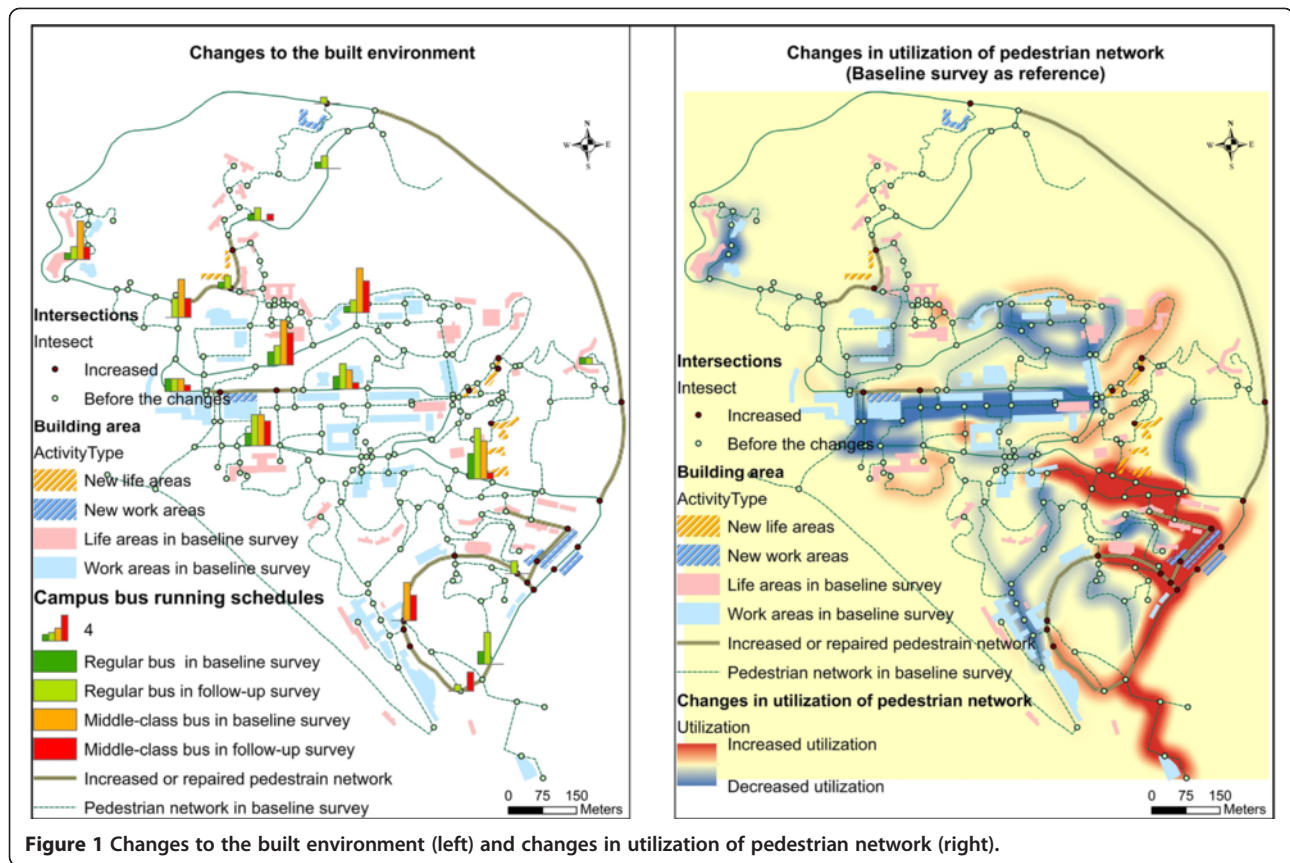 Changes to the built environment
N
W E
S
Intersections
Intesect
Increased
Before the changes
Building area
ActivityType
New life areas
New work areas
Life areas in baseline survey
Work areas in baseline survey
Campus bus running schedules
4
Regular bus in baseline survey
Regular bus in follow-up survey
Middle-class bus in baseline survey
Middle-class bus in follow-up survey
Increased or repaired pedestrain network
Pedestrian network in baseline survey
0 75 150
Meters
Changes in utilization of pedestrian network
(Baseline survey as reference)
N
W E
S
Intersections
Intesect
Increased
Before the changes
Building area
ActivityType
New life areas
New work areas
Life areas in baseline survey
Work areas in baseline survey
Increased or repaired pedestrian network
Pedestrian network in baseline survey
Changes in utilization of pedestrian network
Utilization
Increased utilization
Decreased utilization
0 75 150
Meters
Figure 1 Changes to the built environment (left) and changes in utilization of pedestrian network (right).